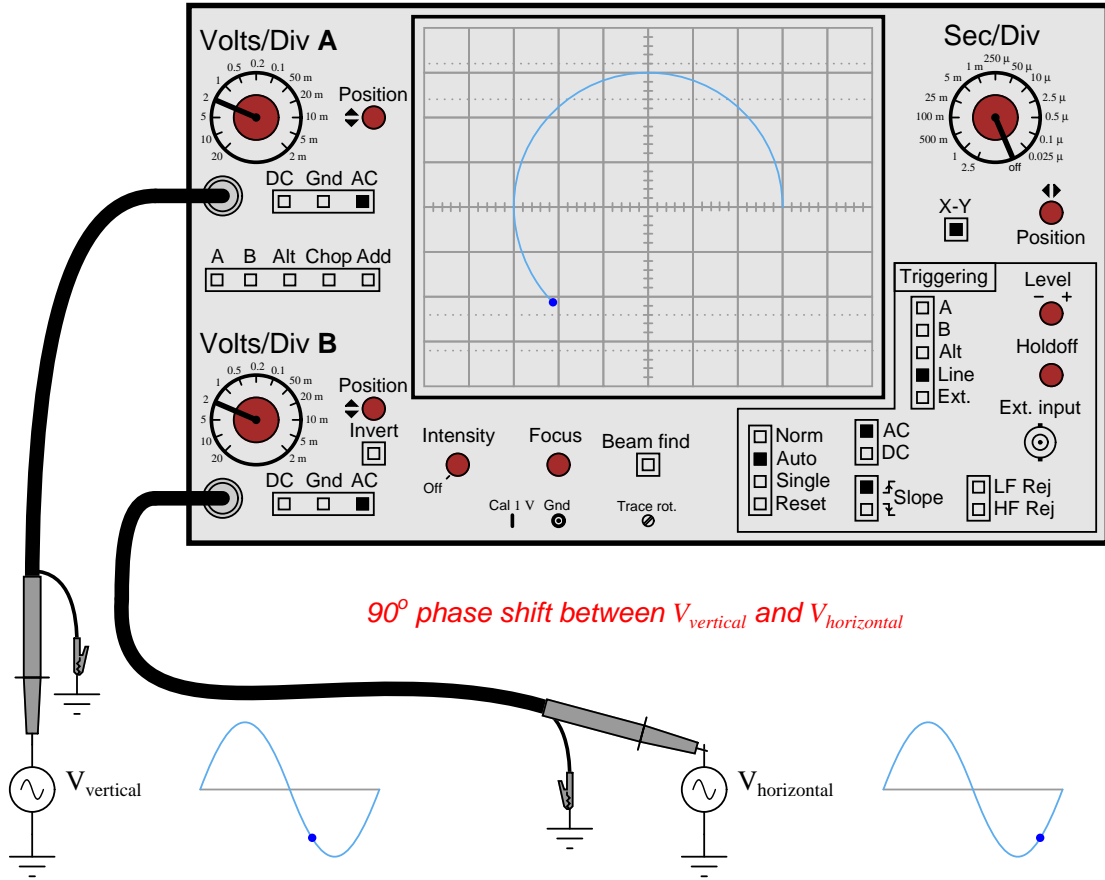 Volts/Div A
0.5 0.2 0.1
1 50 m
2 20 m
5 10 m
10 5 m
20 2 m
Position
DC Gnd AC
A B Alt Chop Add
Volts/Div B
0.5 0.2 0.1
1 50 m
2 20 m
5 10 m
10 5 m
20 2 m
Position
Invert
DC Gnd AC
Intensity
Off
Focus
Beam find
Cal 1 V Gnd Trace rot.
Sec/Div
250 µ
1 m 50 µ
5 m 10 µ
25 m 2.5 µ
100 m 0.5 µ
500 m 0.1 µ
1 0.025 µ
2.5 off
X-Y
Position
Triggering
A
B
Alt
Line
Ext.
Level
− +
Holdoff
Ext. input
Norm
Auto
Single
Reset
AC
DC
Slope
LF Rej
HF Rej
90o phase shift between Vvertical and Vhorizontal
Vvertical
Vhorizontal